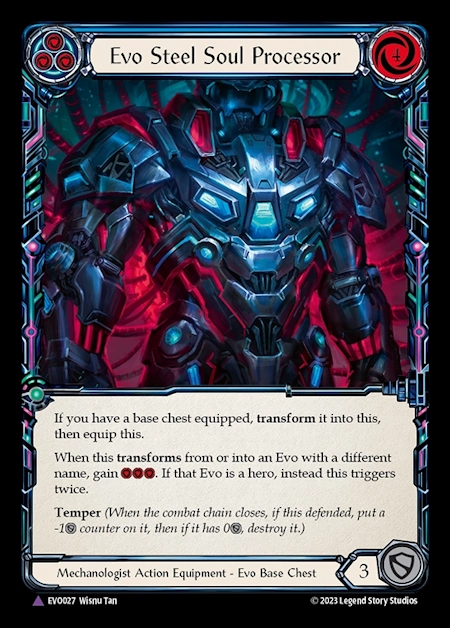 Evo Steel Soul Processor
4
If you have a base chest equipped, transform it into this,
then equip this.
When this transforms from or into an Evo with a different
name, gain . If that Evo is a hero, instead this triggers
twice.
Temper (When the combat chain closes, if this defended, put a
-1 counter on it, then if it has 0, destroy it.)
Mechanologist Action Equipment - Evo Base Chest
3
EVO027 Wisnu Tan
© 2023 Legend Story Studios